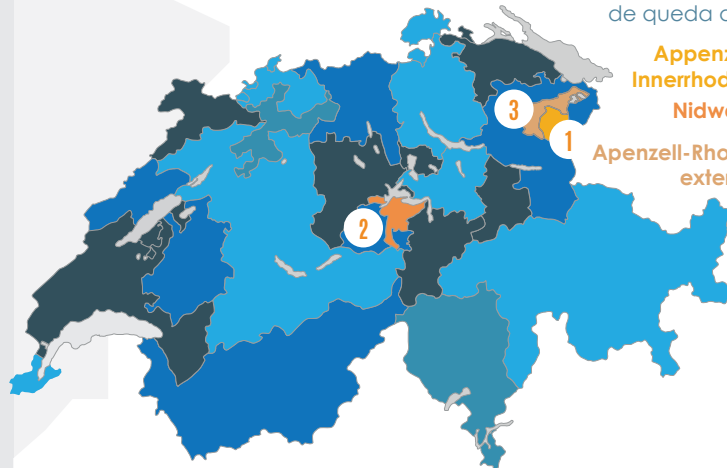 de queda
Appenz
Innerrhod
Nidwa
Apenzell-Rho
exter
3
1
2